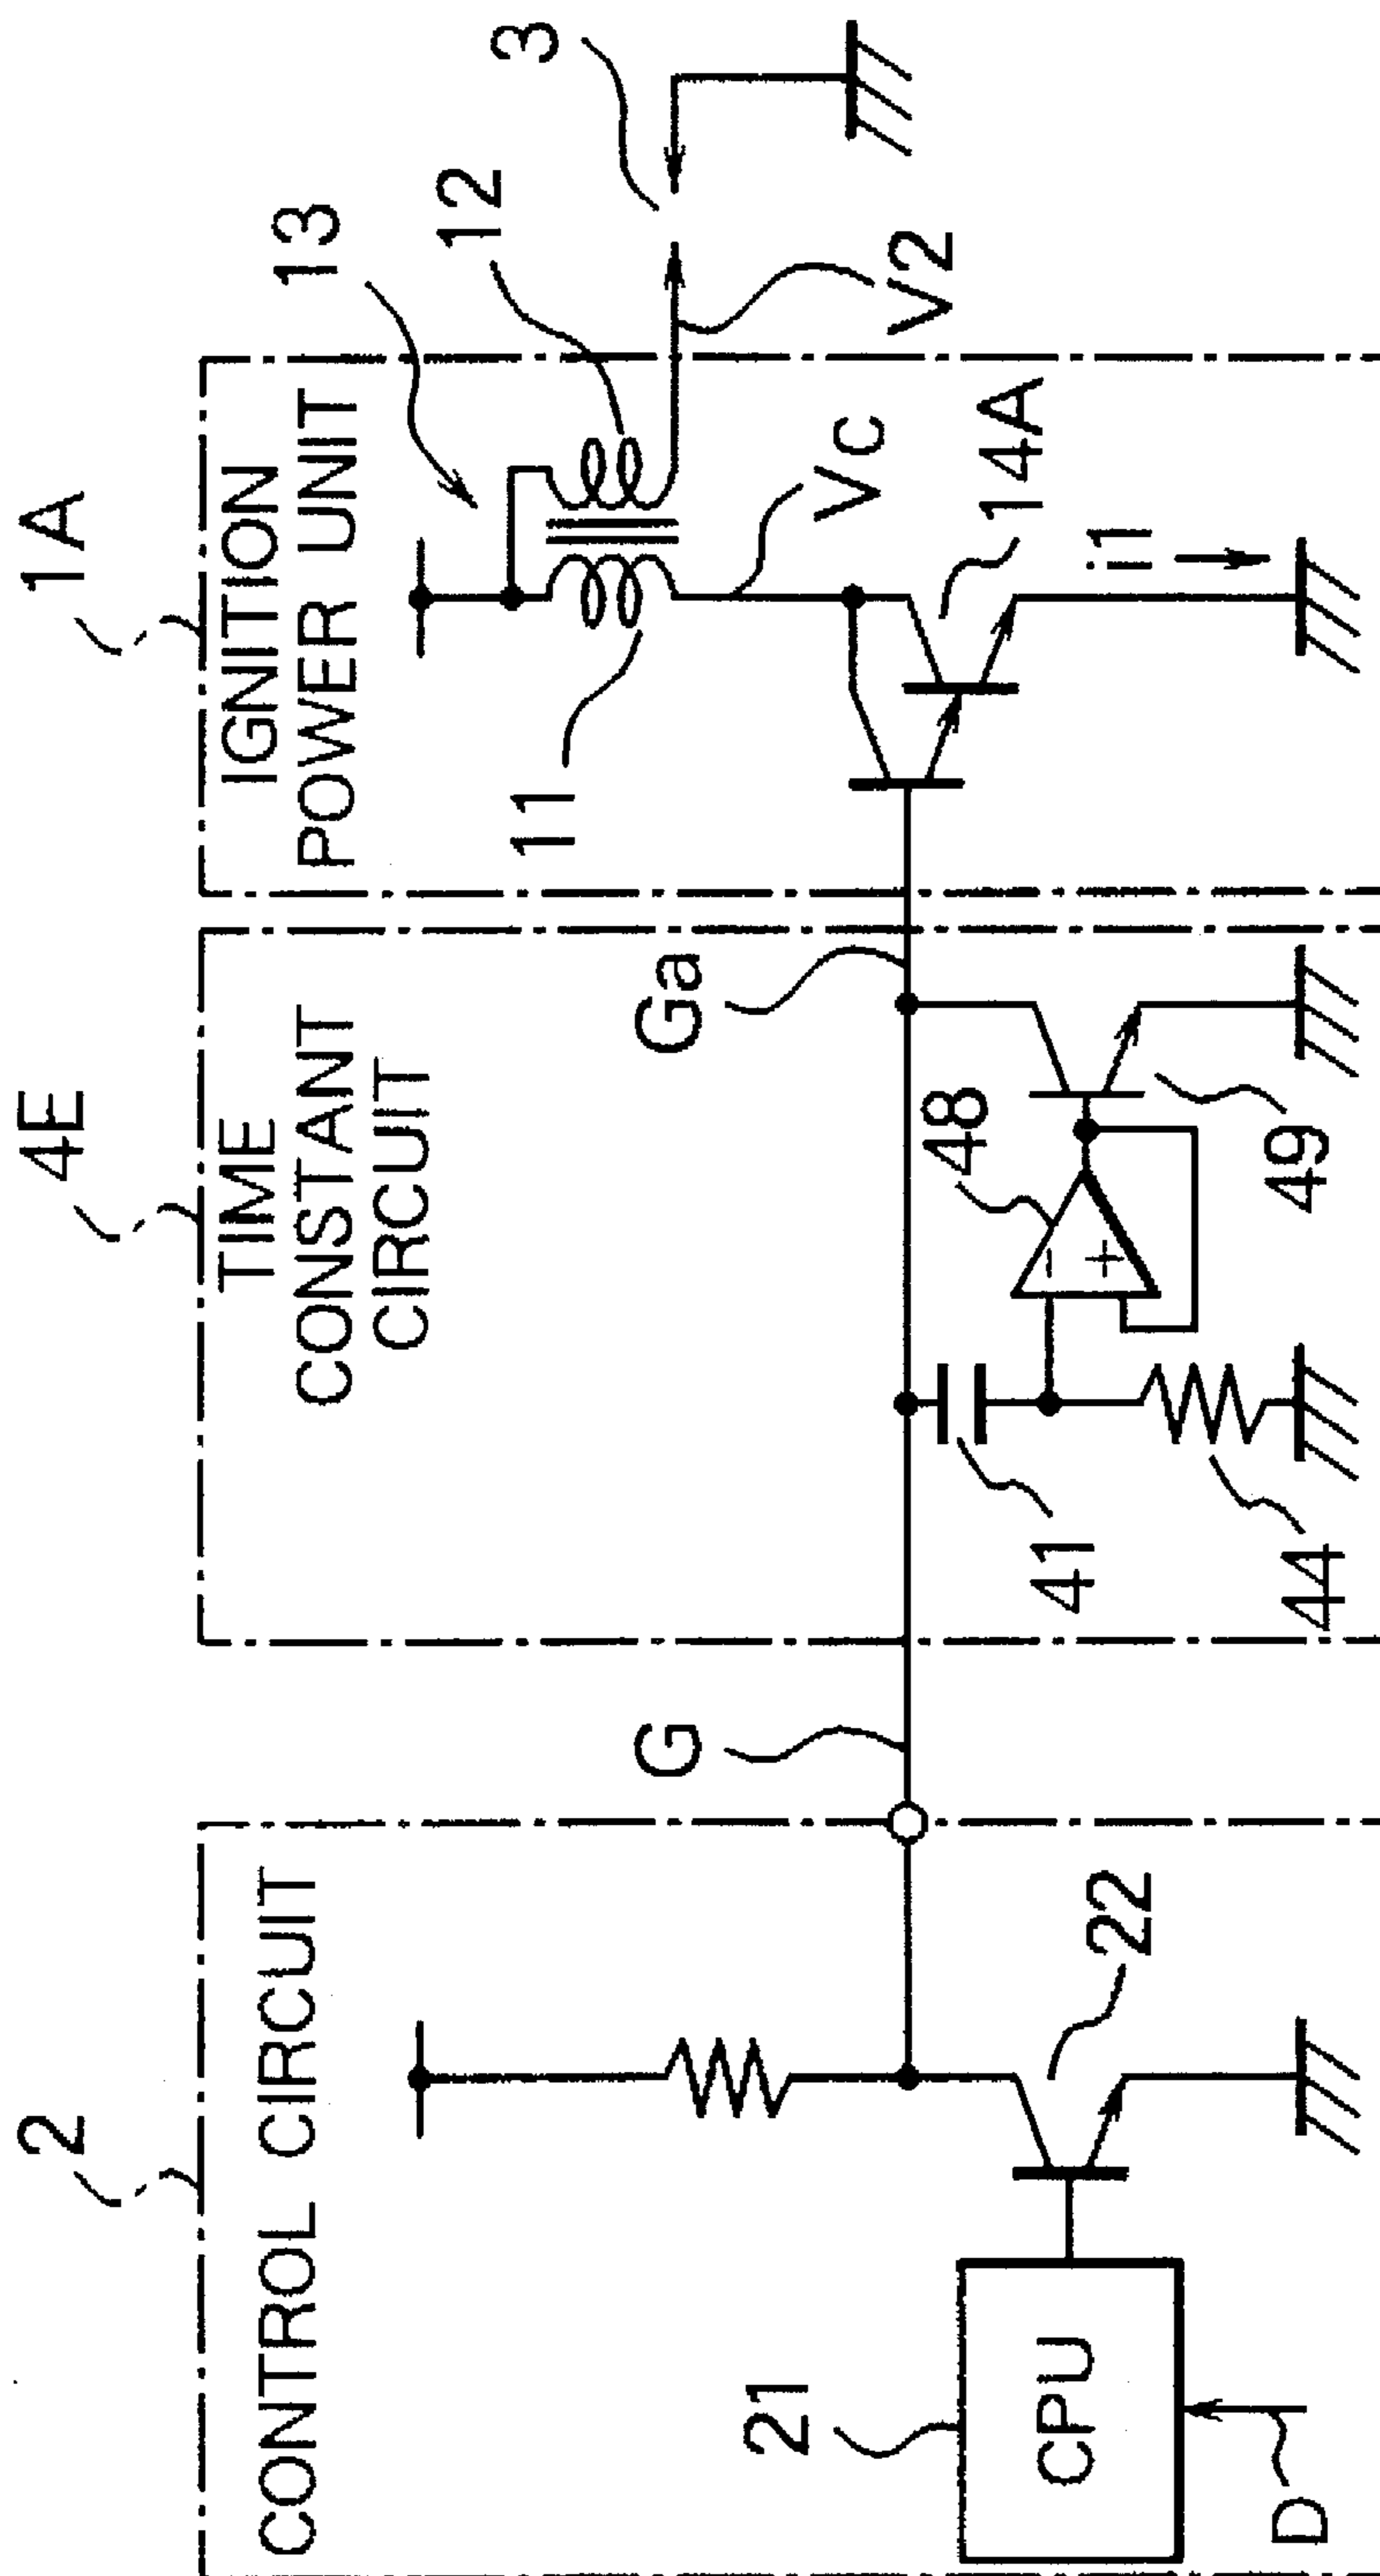 2
4E
1A
CONTROL CIRCUIT
TIME
CONSTANT
CIRCUIT
IGNITION
POWER UNIT
13
12
3
11
V2
Vc
14A
i1
G
Ga
21
CPU
D
22
41
44
48
−
+
49